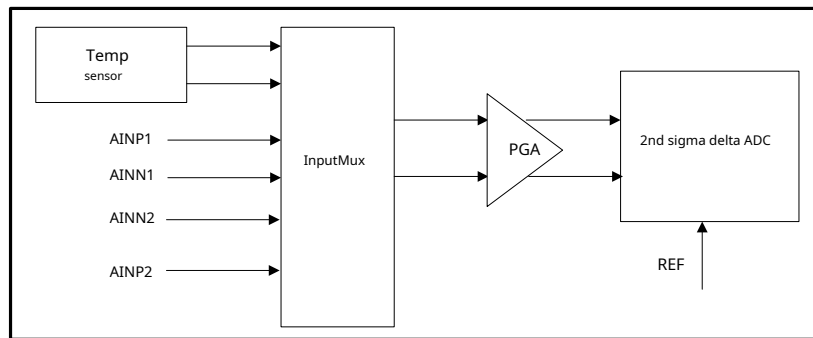 Temp
sensor
AINP1
AINN1
AINN2
AINP2
InputMux
PGA
2nd sigma delta ADC
REF